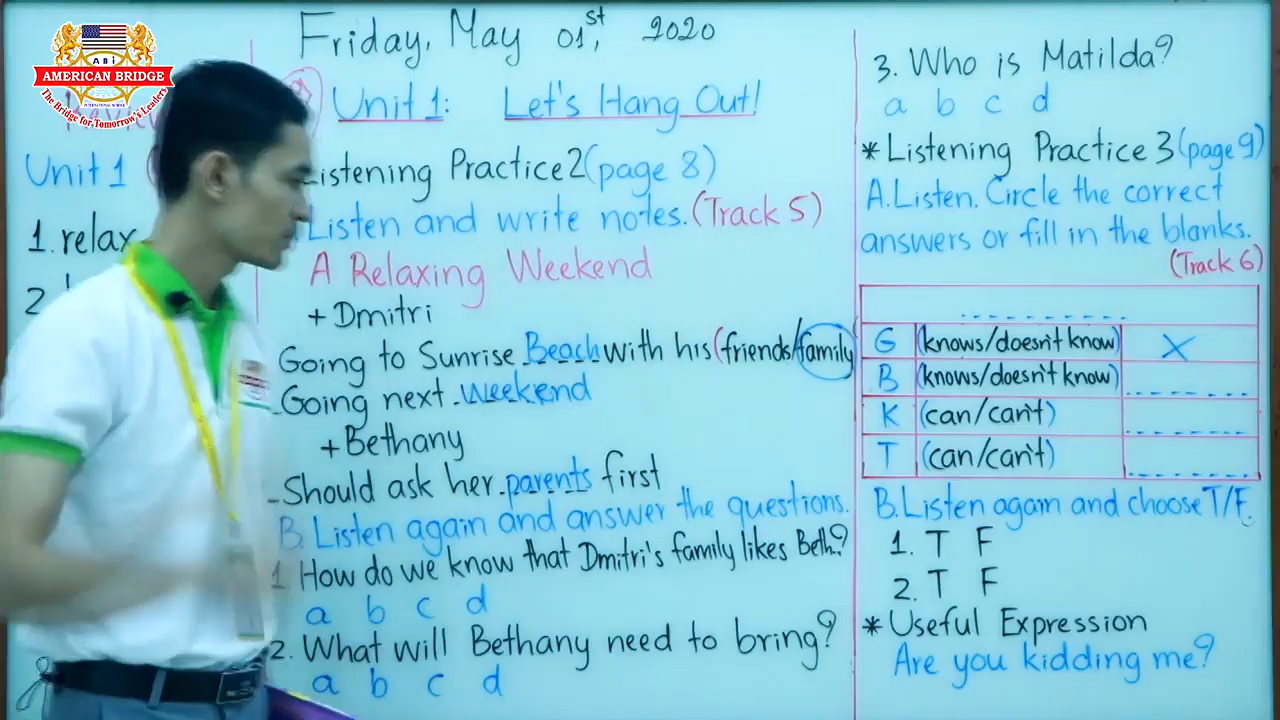 ABi
AMERICAN BRIDGE
INTERNATIONAL SCHOOL
The Bridge for Tomorrow's Leaders
Friday, May 01st, 2020
Unit 1: Let's Hang Out!
Unit 1
1. relax
2
Listening Practice 2 (page 8)
Listen and write notes. (Track 5)
A Relaxing Weekend
+ Dmitri
Going to Sunrise Beach with his (friends/family
-Going next weekend
+ Bethany
-Should ask her parents first
B. Listen again and answer the questions.
1 How do we know that Dmitri's family likes Beth?
a b c d
2. What will Bethany need to bring?
a b c d
3. Who is Matilda?
a b c d
* Listening Practice 3 (page 9)
A. Listen. Circle the correct
answers or fill in the blanks.
(Track 6)
G (knows/doesn't know) X
B (knows/doesn't know)
K (can/can't)
T (can/can't)
B. Listen again and choose T/F.
1. T F
2. T F
* Useful Expression
Are you kidding me?